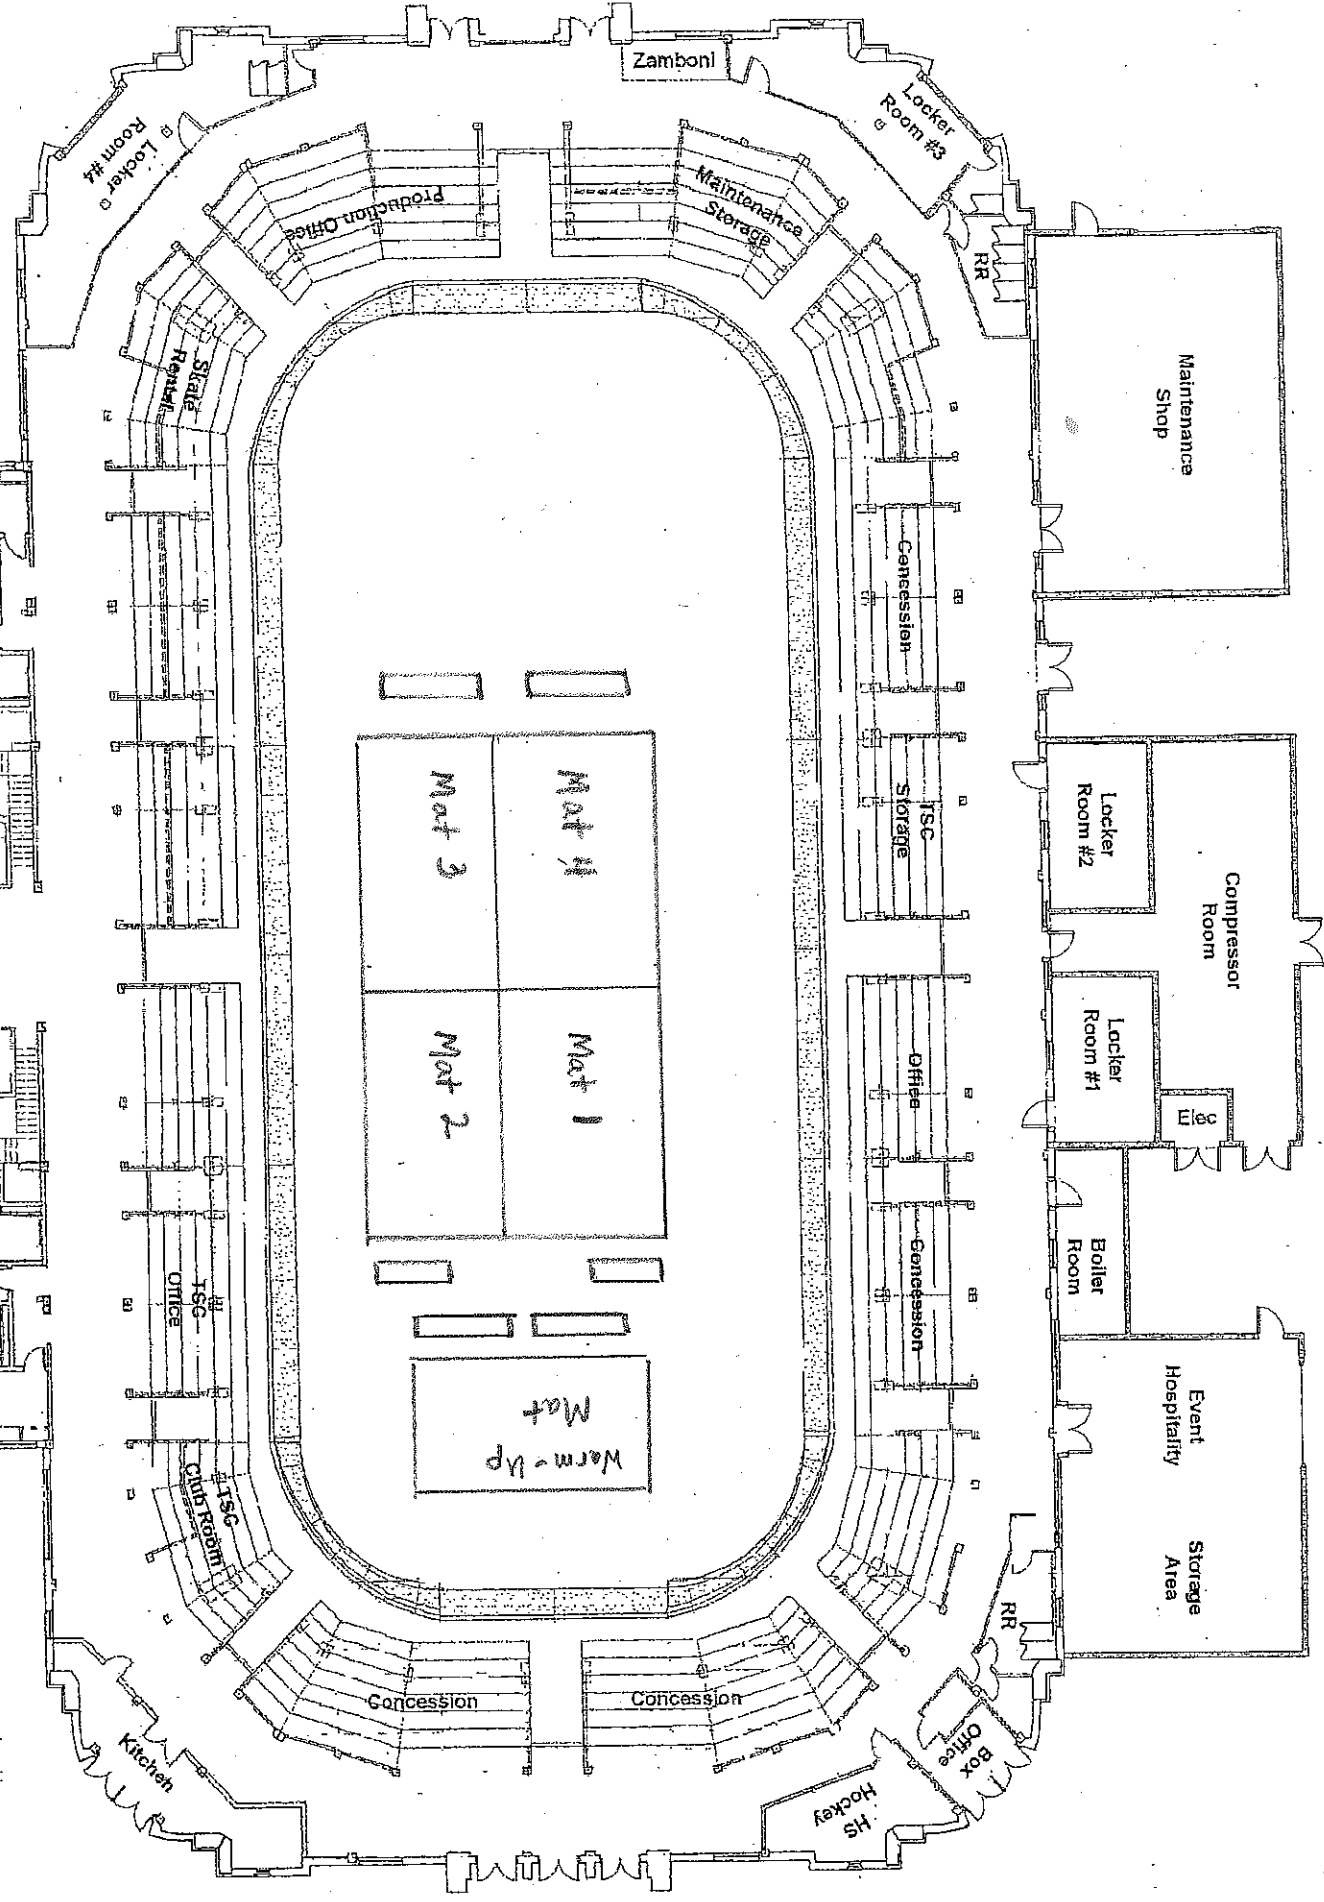 Zamboni
Locker
Room #3
Locker
Room #4
Production Office
Maintenance
Storage
RR
Maintenance
Shop
Skate
Rental
Concession
Mat 3
Mat 4
TSC
Storage
Locker
Room #2
Compressor
Room
Mat 2
Mat 1
Office
Locker
Room #1
Elec
TSC
Office
Concession
Boiler
Room
Event
Hospitality
Storage
Area
Warm-Up
Mat
TSC
Club Room
RR
Concession
Concession
Box
Office
Kitchen
HS
Hockey